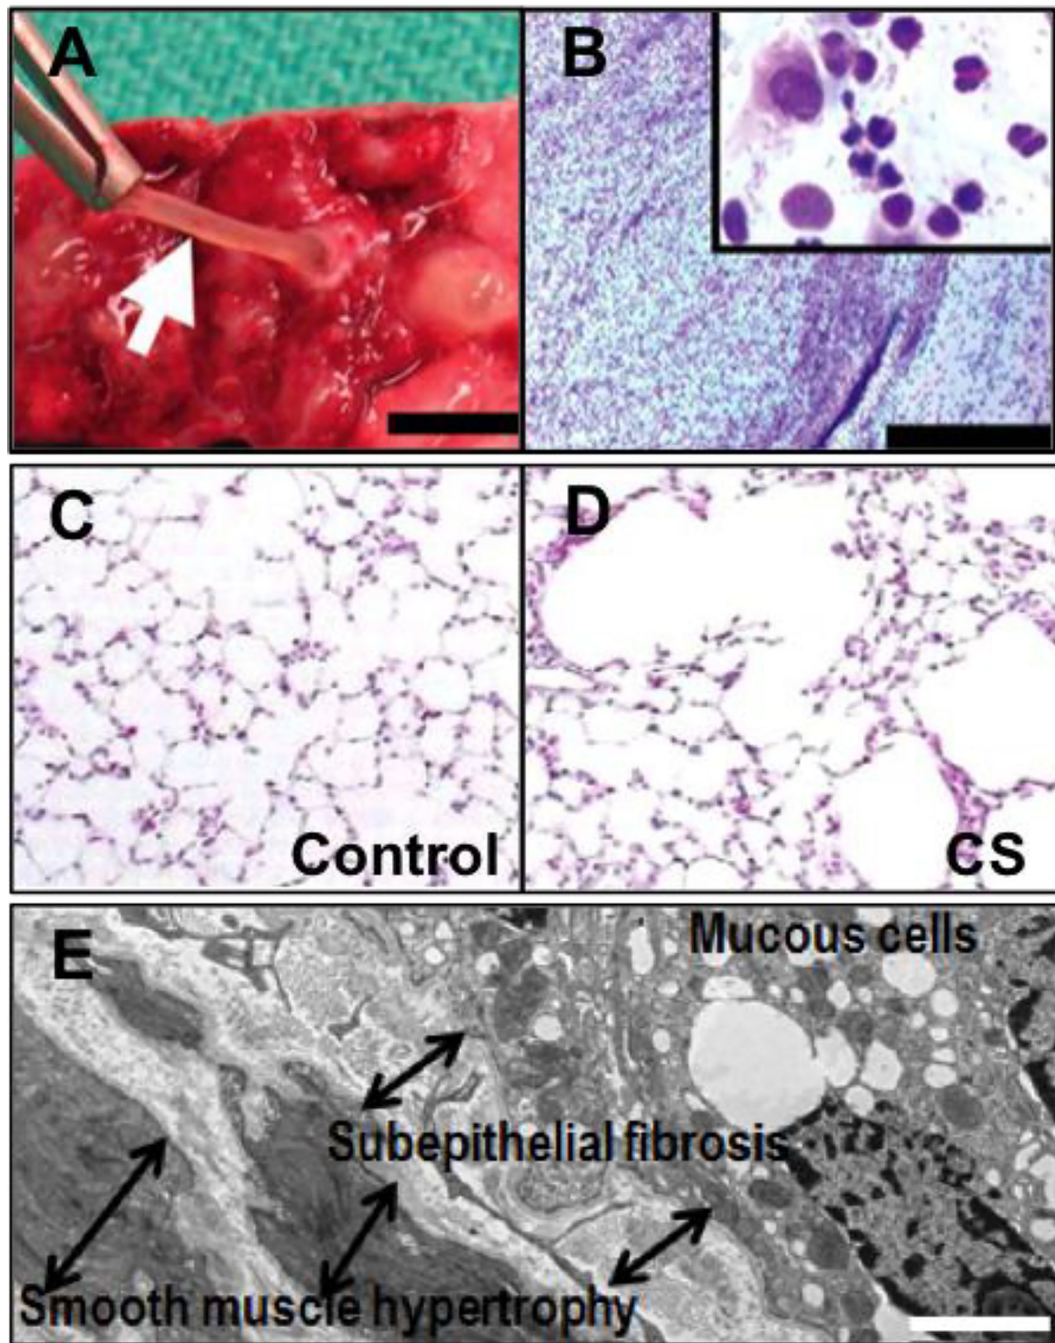 A
B
C
Control
D
CS
E
Mucous cells
Subepithelial fibrosis
Smooth muscle hypertrophy